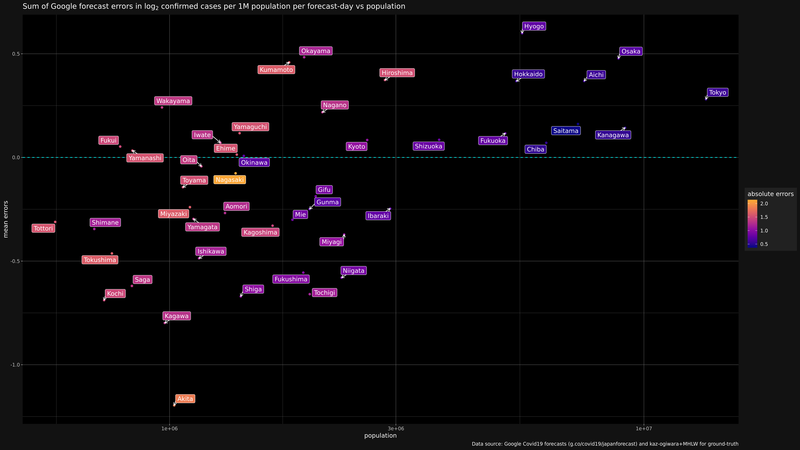 Sum of Google forecast errors in log2 confirmed cases per 1M population per forecast-day vs population
Hyogo
Okayama
Osaka
0.5
Kumamoto
Hiroshima
Hokkaido
Aichi
Tokyo
Wakayama
Nagano
Yamaguchi
Saitama
Iwate
Kanagawa
Fukui
Fukuoka
Ehime
Kyoto
Shizuoka
Chiba
0.0
Yamanashi
Oita
Okinawa
Toyama
Nagasaki
Gifu
absolute errors
2.0
1.5
1.0
0.5
mean errors
Gunma
Aomori
Miyazaki
Mie
Ibaraki
Shimane
Tottori
Yamagata
Kagoshima
Miyagi
Ishikawa
-0.5
Tokushima
Niigata
Saga
Fukushima
Kochi
Shiga
Tochigi
Kagawa
-1.0
Akita
1e+06
3e+06
1e+07
population
Data source: Google Covid19 forecasts (g.co/covid19/japanforecast) and kaz-ogiwara+MHLW for ground-truth